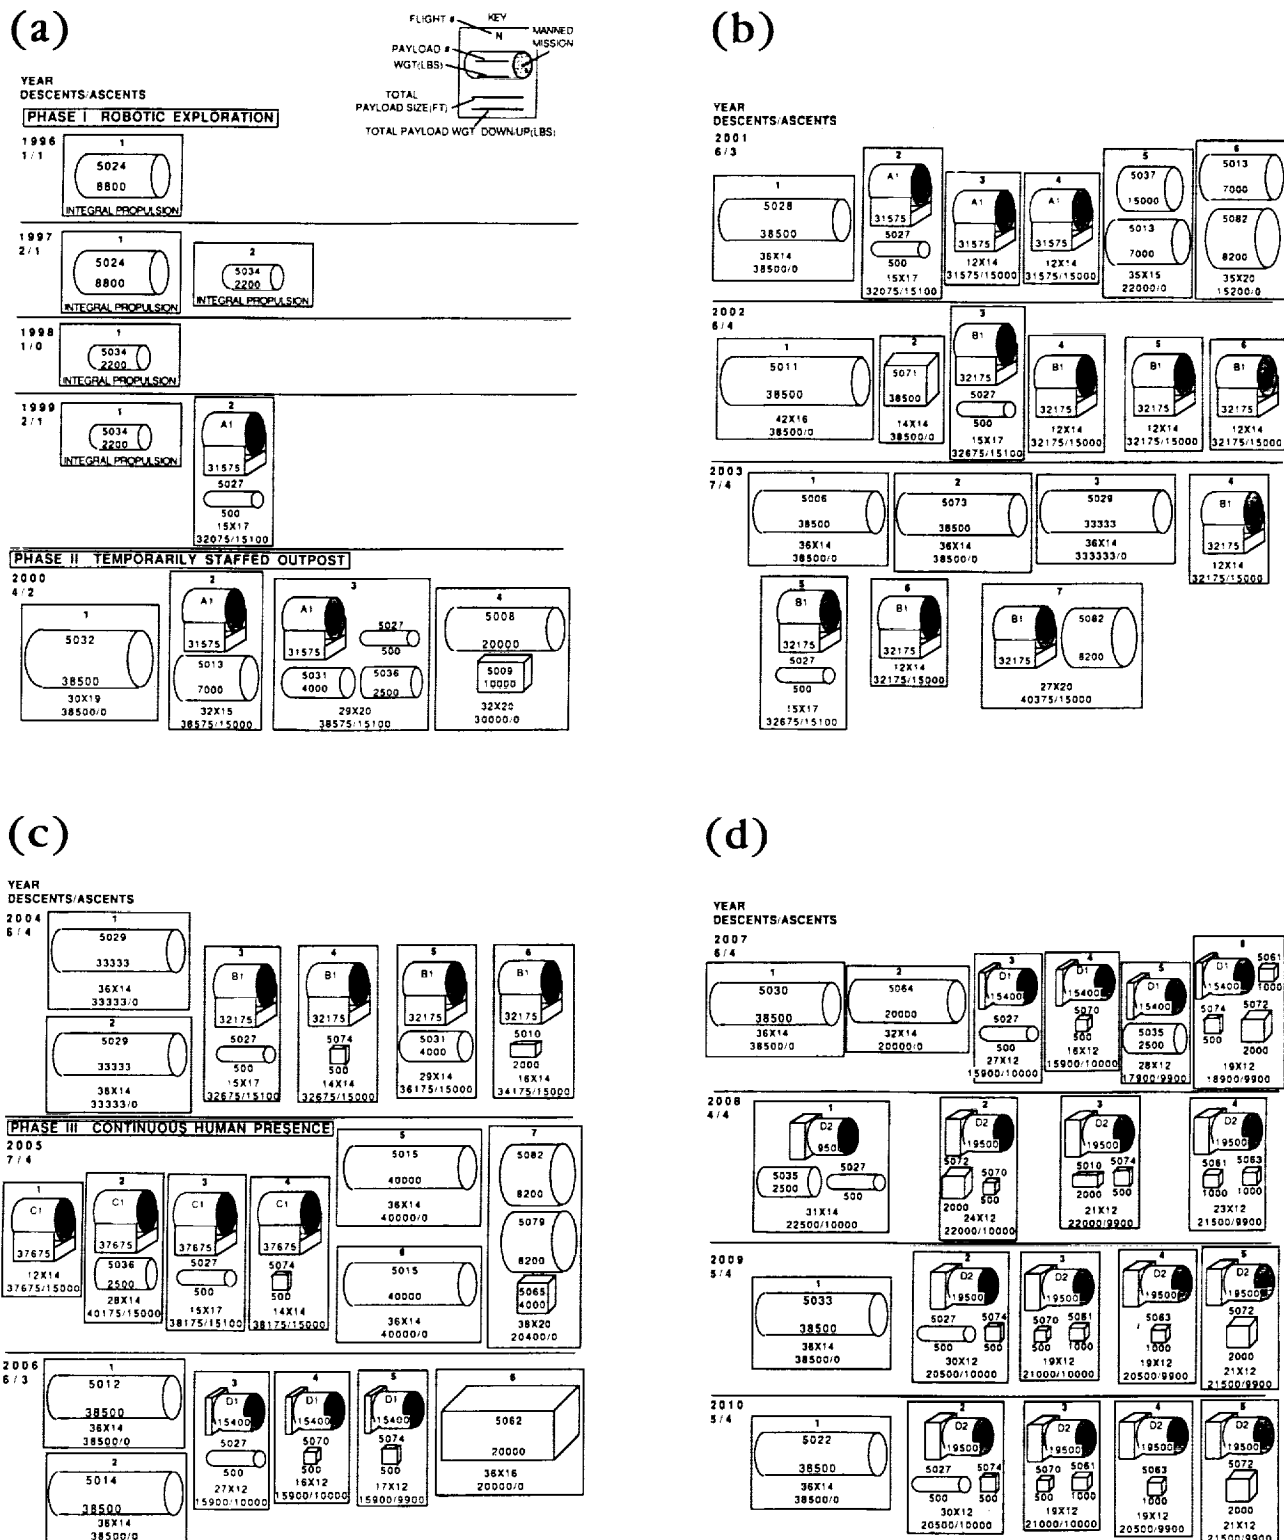 (a)
FLIGHT #
KEY
N
MANNED
MISSION
PAYLOAD #
WGT(LBS)
TOTAL
PAYLOAD SIZE(FT)
TOTAL PAYLOAD WGT DOWN/UP(LBS)
YEAR
DESCENTS/ASCENTS
PHASE I ROBOTIC EXPLORATION
1996
1/1
1
5024
8800
INTEGRAL PROPULSION
1997
2/1
1
5024
8800
INTEGRAL PROPULSION
2
5034
2200
INTEGRAL PROPULSION
1998
1/0
1
5034
2200
INTEGRAL PROPULSION
1999
2/1
1
5034
2200
INTEGRAL PROPULSION
2
A1
31575
5027
500
15X17
32075/15100
PHASE II TEMPORARILY STAFFED OUTPOST
2000
4/2
1
5032
38500
30X19
38500/0
2
A1
31575
5013
7000
32X15
38575/15000
3
A1
31575
5027
500
5031
4000
5036
2500
29X20
38575/15100
4
5008
20000
5009
10000
32X20
30000/0
(b)
YEAR
DESCENTS/ASCENTS
2001
6/3
1
5028
38500
36X14
38500/0
2
A1
31575
5027
500
15X17
32075/15100
3
A1
31575
12X14
31575/15000
4
A1
31575
12X14
31575/15000
5
5037
15000
5013
7000
35X15
22000/0
6
5013
7000
5082
8200
35X20
15200/0
2002
6/4
1
5011
38500
42X16
38500/0
2
5071
38500
14X14
38500/0
3
B1
32175
5027
500
15X17
32675/15100
4
B1
32175
12X14
32175/15000
5
B1
32175
12X14
32175/15000
6
B1
32175
12X14
32175/15000
2003
7/4
1
5006
38500
36X14
38500/0
2
5073
38500
36X14
38500/0
3
5029
33333
36X14
333333/0
4
B1
32175
12X14
32175/15000
5
B1
32175
5027
500
15X17
32675/15100
6
B1
32175
12X14
32175/15000
7
B1
32175
5082
8200
27X20
40375/15000
(c)
YEAR
DESCENTS/ASCENTS
2004
6/4
1
5029
33333
36X14
33333/0
2
5029
33333
36X14
33333/0
3
B1
32175
5027
500
15X17
32675/15100
4
B1
32175
5074
500
14X14
32675/15000
5
B1
32175
5031
4000
29X14
36175/15000
6
B1
32175
5010
2000
16X14
34175/15000
PHASE III CONTINUOUS HUMAN PRESENCE
2005
7/4
1
C1
37675
12X14
37675/15000
2
C1
37675
5036
2500
28X14
40175/15000
3
C1
37675
5027
500
15X17
38175/15100
4
C1
37675
5074
500
14X14
38175/15000
5
5015
40000
36X14
40000/0
6
5015
40000
36X14
40000/0
7
5082
8200
5079
8200
5065
4000
38X20
20400/0
2006
6/3
1
5012
38500
36X14
38500/0
2
5014
38500
36X14
38500/0
3
D1
15400
5027
500
27X12
15900/10000
4
D1
15400
5070
500
16X12
15900/10000
5
D1
15400
5074
500
17X12
15900/9900
6
5062
20000
36X16
20000/0
(d)
YEAR
DESCENTS/ASCENTS
2007
6/4
1
5030
38500
36X14
38500/0
2
5064
20000
32X14
20000/0
3
D1
15400
5027
500
27X12
15900/10000
4
D1
15400
5070
500
16X12
15900/10000
5
D1
15400
5035
2500
28X12
17900/9900
6
D1
15400
5061
1000
5074
500
5072
2000
19X12
18900/9900
2008
4/4
1
D2
9500
5035
2500
5027
500
31X14
22500/10000
2
D2
19500
5072
2000
5070
500
24X12
22000/10000
3
D2
19500
5010
2000
5074
500
21X12
22000/9900
4
D2
19500
5061
1000
5063
1000
23X12
21500/9900
2009
5/4
1
5033
38500
36X14
38500/0
2
D2
19500
5027
500
5074
500
30X12
20500/10000
3
D2
19500
5070
500
5061
1000
19X12
21000/10000
4
D2
19500
5063
1000
19X12
20500/9900
5
D2
19500
5072
2000
21X12
21500/9900
2010
5/4
1
5022
38500
36X14
38500/0
2
D2
19500
5027
500
5074
500
30X12
20500/10000
3
D2
19500
5070
500
5061
1000
19X12
21000/10000
4
D2
19500
5063
1000
19X12
20500/9900
5
D2
19500
5072
2000
21X12
21500/9900